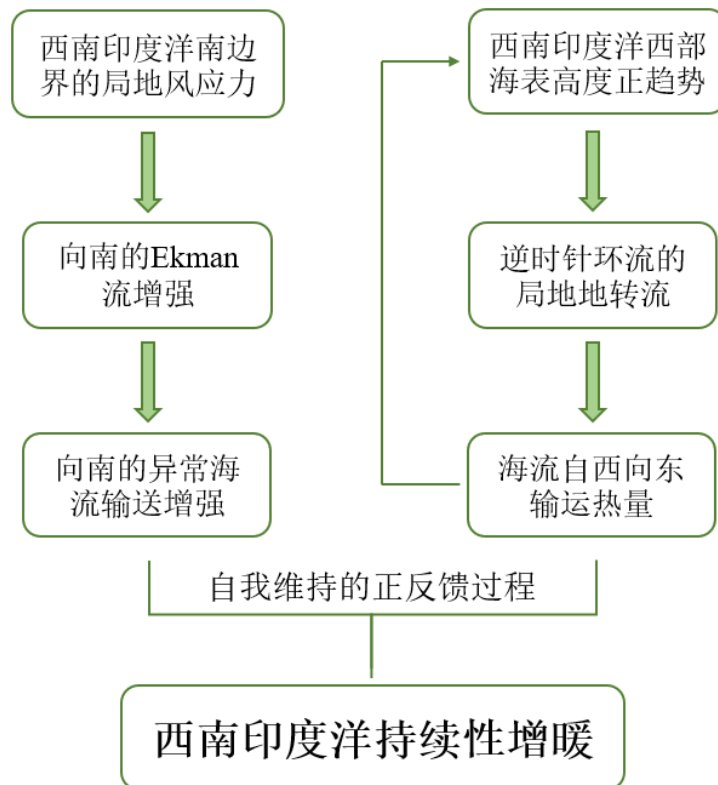 西南印度洋南边
界的局地风应力
向南的Ekman
流增强
向南的异常海
流输送增强
西南印度洋西部
海表高度正趋势
逆时针环流的
局地地转流
海流自西向东
输运热量
自我维持的正反馈过程
西南印度洋持续性增暖